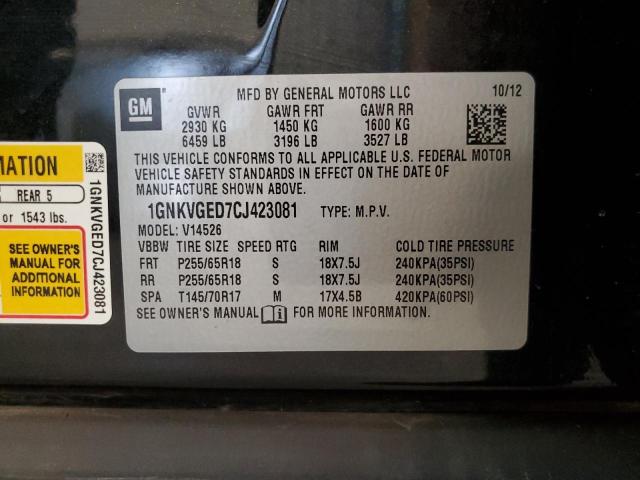 GM
MFD BY GENERAL MOTORS LLC 10/12
GVWR GAWR FRT GAWR RR
2930 KG 1450 KG 1600 KG
6459 LB 3196 LB 3527 LB
THIS VEHICLE CONFORMS TO ALL APPLICABLE U.S. FEDERAL MOTOR
VEHICLE SAFETY STANDARDS IN EFFECT ON THE DATE OF
MANUFACTURE SHOWN ABOVE.
1GNKVGED7CJ423081 TYPE: M.P.V.
MODEL: V14526
VBBW TIRE SIZE SPEED RTG RIM COLD TIRE PRESSURE
FRT P255/65R18 S 18X7.5J 240KPA(35PSI)
RR P255/65R18 S 18X7.5J 240KPA(35PSI)
SPA T145/70R17 M 17X4.5B 420KPA(60PSI)
SEE OWNER'S MANUAL FOR MORE INFORMATION.
MATION
REAR 5
or 1543 lbs.
SEE OWNER'S
MANUAL FOR
ADDITIONAL
INFORMATION
1GNKVGED7CJ423081